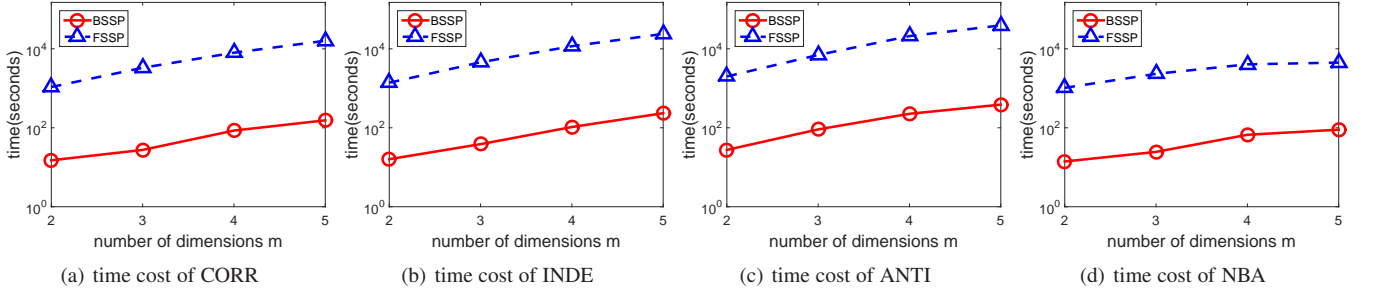 BSSP
FSSP
10^4
10^2
10^0
time(seconds)
2 3 4 5
number of dimensions m
(a) time cost of CORR
BSSP
FSSP
10^4
10^2
10^0
time(seconds)
2 3 4 5
number of dimensions m
(b) time cost of INDE
BSSP
FSSP
10^4
10^2
10^0
time(seconds)
2 3 4 5
number of dimensions m
(c) time cost of ANTI
BSSP
FSSP
10^4
10^2
10^0
time(seconds)
2 3 4 5
number of dimensions m
(d) time cost of NBA